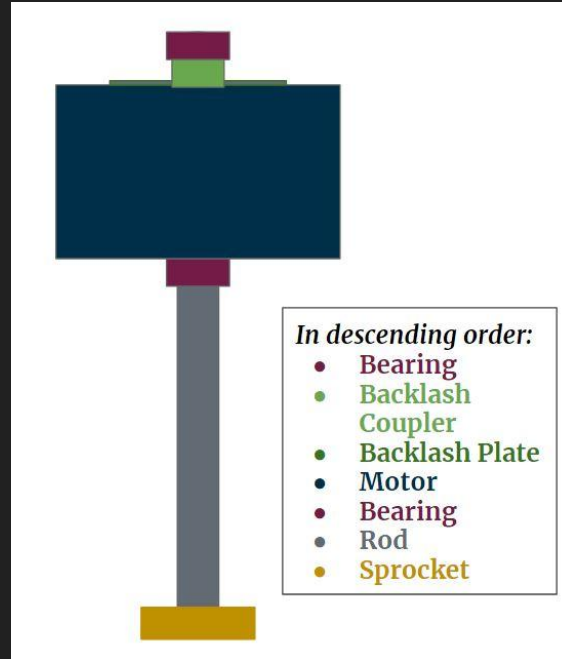 In descending order:
● Bearing
● Backlash
Coupler
● Backlash Plate
● Motor
● Bearing
● Rod
● Sprocket